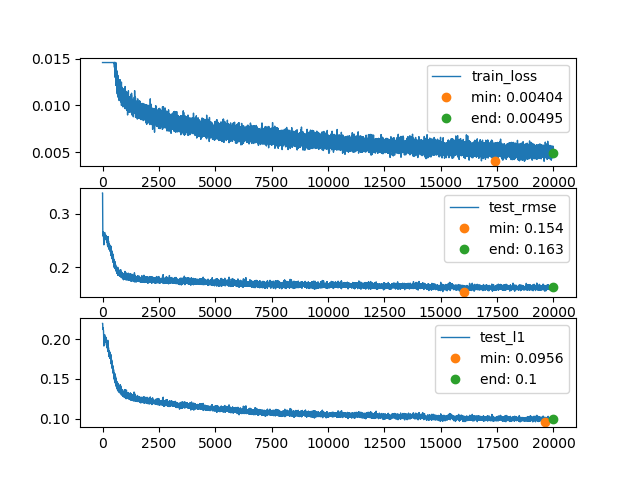 0.015
0.010
0.005
train_loss
min: 0.00404
end: 0.00495
0 2500 5000 7500 10000 12500 15000 17500 20000
0.3
0.2
test_rmse
min: 0.154
end: 0.163
0 2500 5000 7500 10000 12500 15000 17500 20000
0.20
0.15
0.10
test_l1
min: 0.0956
end: 0.1
0 2500 5000 7500 10000 12500 15000 17500 20000